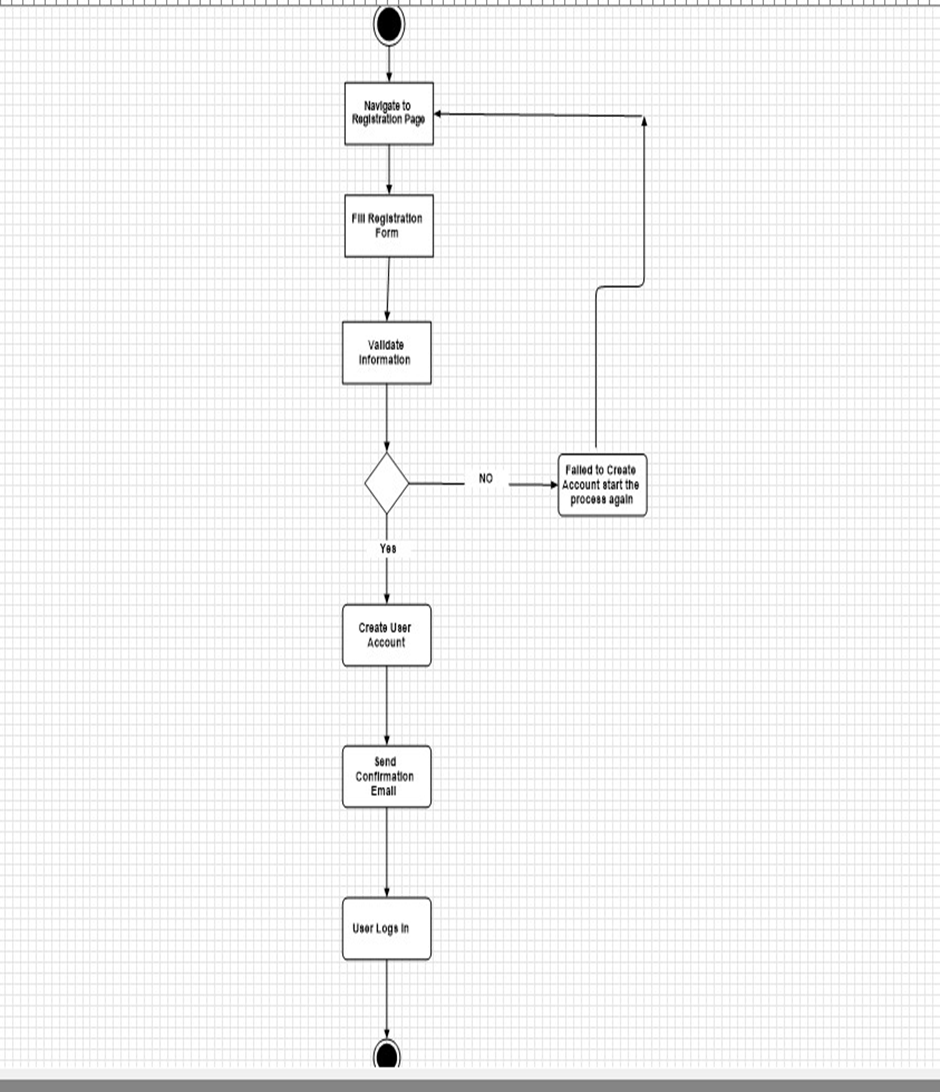 Navigate to
Registration Page
Fill Registration
Form
Validate
Information
NO
Failed to Create
Account start the
process again
Yes
Create User
Account
Send
Confirmation
Email
User Logs in